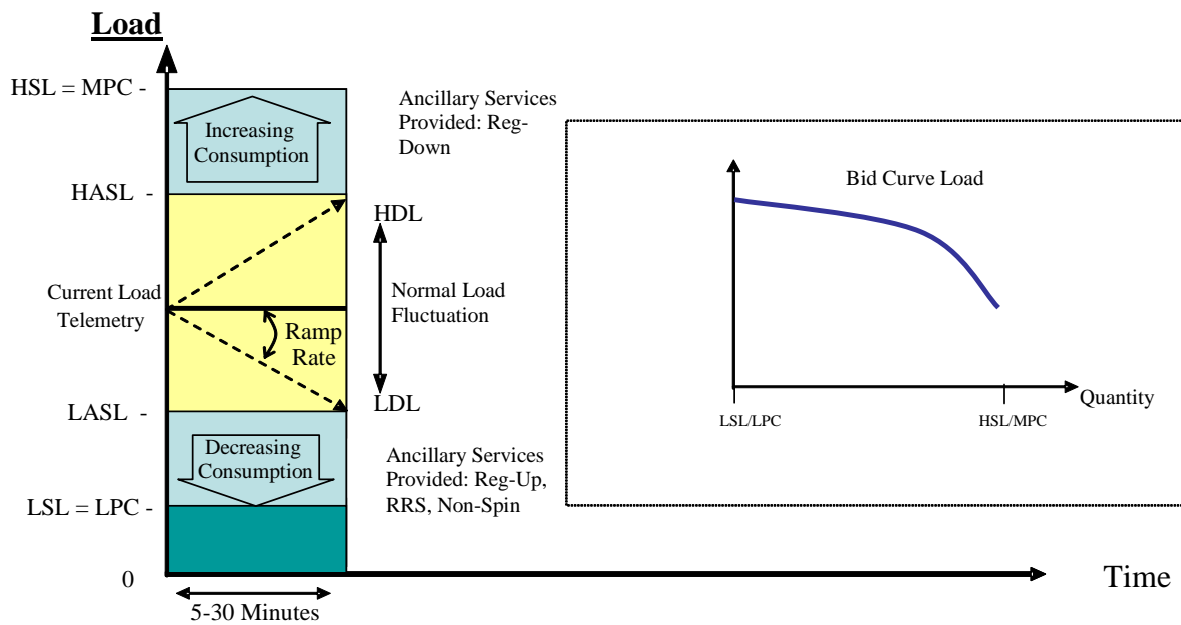 Load
HSL = MPC -
Increasing
Consumption
Ancillary Services
Provided: Reg-
Down
HASL -
HDL
Current Load
Telemetry
Normal Load
Fluctuation
Ramp
Rate
LASL -
LDL
Decreasing
Consumption
Ancillary Services
Provided: Reg-Up,
RRS, Non-Spin
LSL = LPC -
0
5-30 Minutes
Time
Bid Curve Load
Quantity
LSL/LPC
HSL/MPC